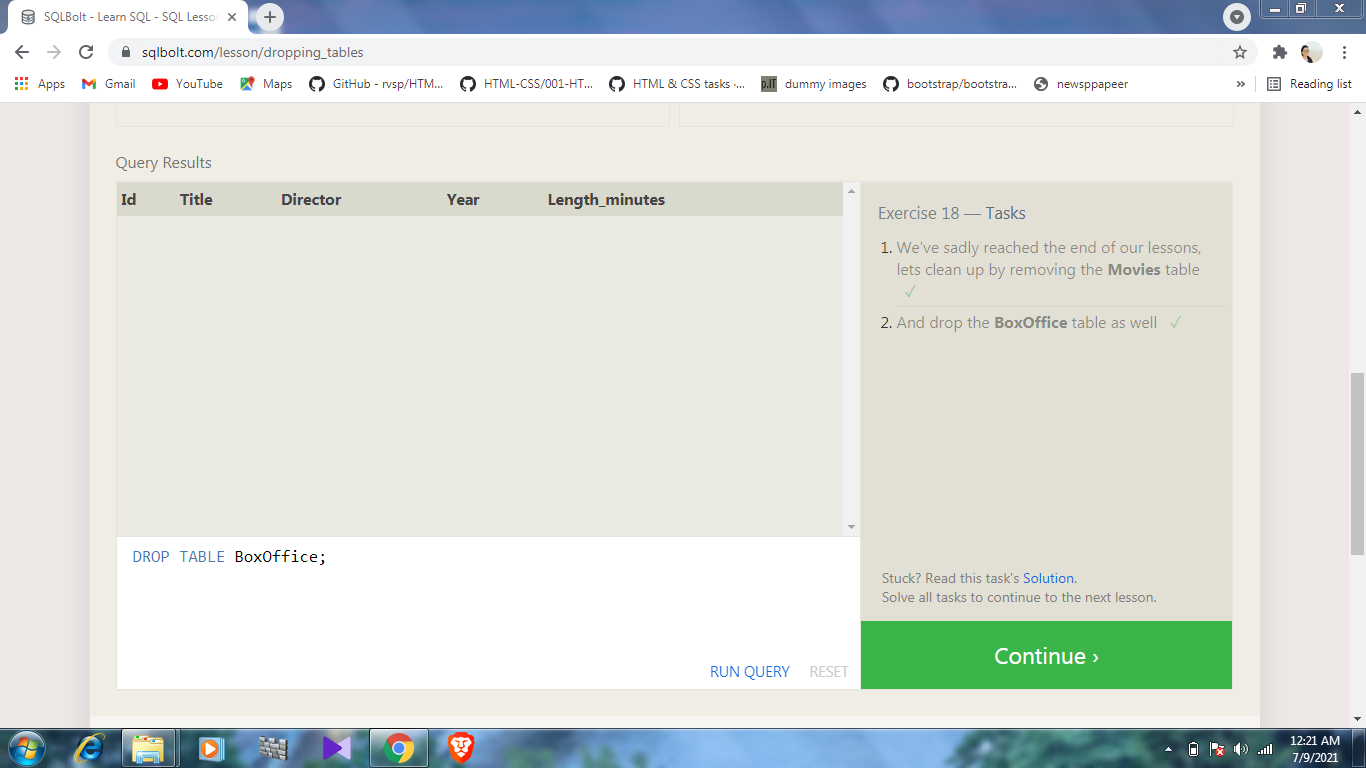 SQLBolt - Learn SQL - SQL Lesson
sqlbolt.com/lesson/dropping_tables
Apps Gmail YouTube Maps GitHub - rvsp/HTM... HTML-CSS/001-HT... HTML & CSS tasks ·... p.IT dummy images bootstrap/bootstra... newsppapeer » Reading list
Query Results
Id Title Director Year Length_minutes
Exercise 18 — Tasks
1. We've sadly reached the end of our lessons,
lets clean up by removing the Movies table
✓
2. And drop the BoxOffice table as well ✓
DROP TABLE BoxOffice;
Stuck? Read this task's Solution.
Solve all tasks to continue to the next lesson.
RUN QUERY RESET
Continue ›
12:21 AM
7/9/2021